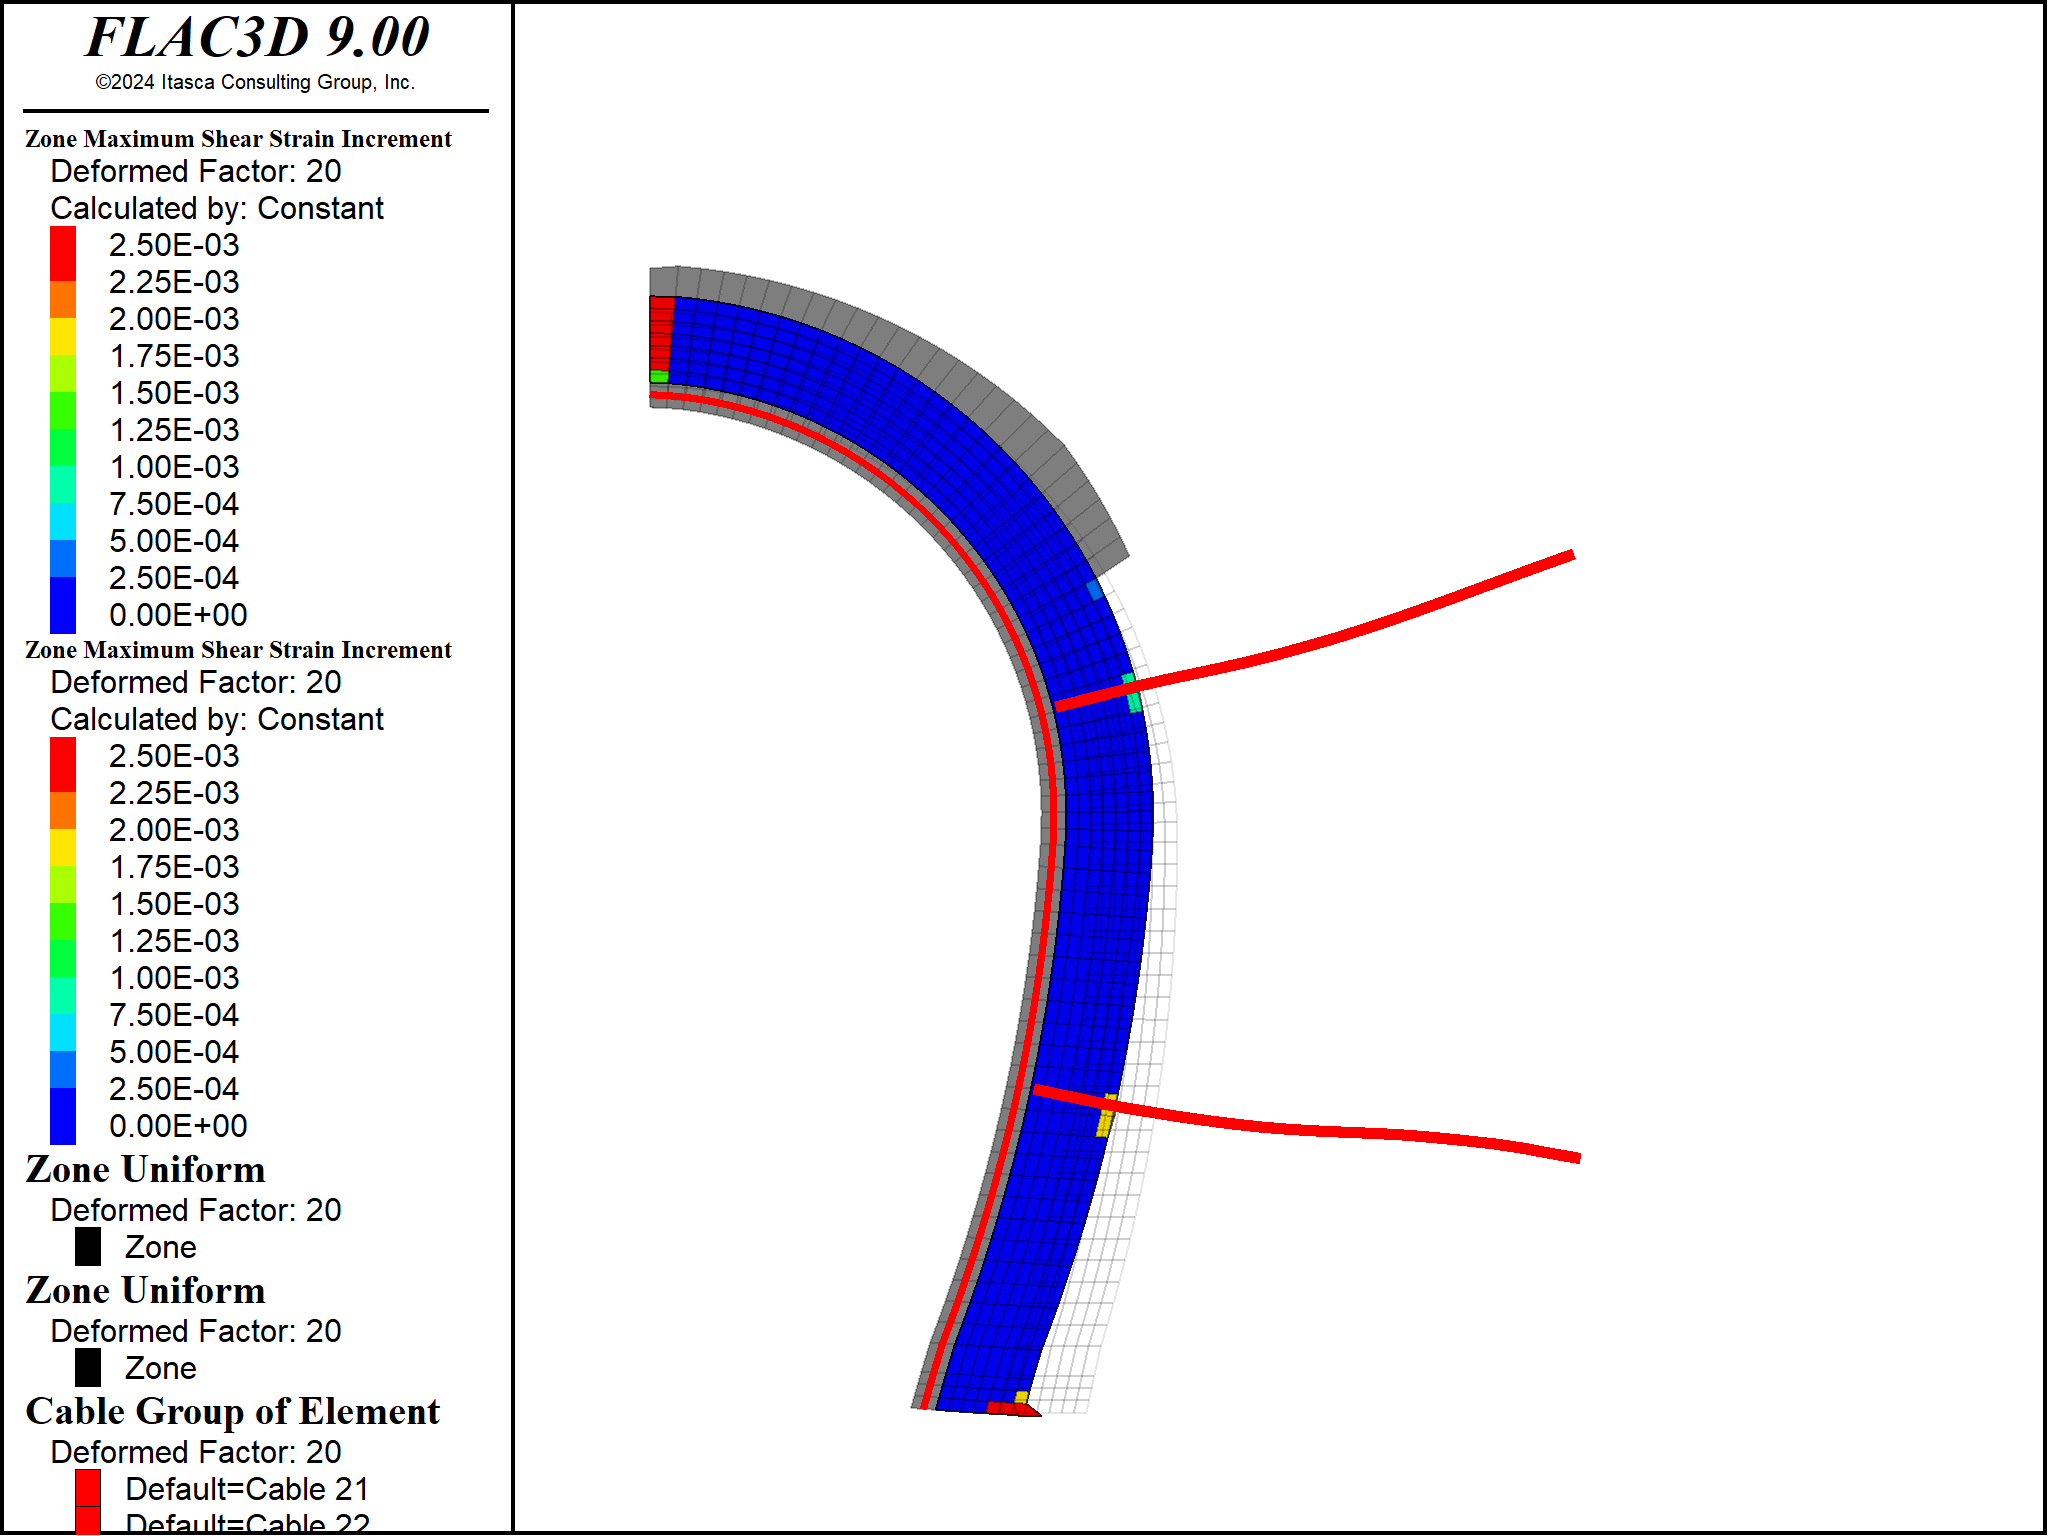 FLAC3D 9.00
©2024 Itasca Consulting Group, Inc.
Zone Maximum Shear Strain Increment
Deformed Factor: 20
Calculated by: Constant
2.50E-03
2.25E-03
2.00E-03
1.75E-03
1.50E-03
1.25E-03
1.00E-03
7.50E-04
5.00E-04
2.50E-04
0.00E+00
Zone Maximum Shear Strain Increment
Deformed Factor: 20
Calculated by: Constant
2.50E-03
2.25E-03
2.00E-03
1.75E-03
1.50E-03
1.25E-03
1.00E-03
7.50E-04
5.00E-04
2.50E-04
0.00E+00
Zone Uniform
Deformed Factor: 20
Zone
Zone Uniform
Deformed Factor: 20
Zone
Cable Group of Element
Deformed Factor: 20
Default=Cable 21
Default=Cable 22